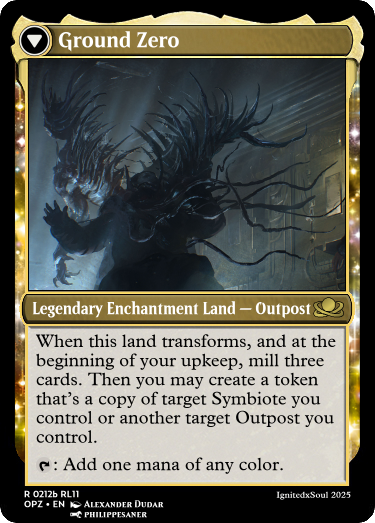 Ground Zero
Legendary Enchantment Land — Outpost
When this land transforms, and at the
beginning of your upkeep, mill three
cards. Then you may create a token
that's a copy of target Symbiote you
control or another target Outpost you
control.
: Add one mana of any color.
R 0212b RL11
OPZ • EN Alexander Dudar
philippesaner
IgnitedxSoul 2025